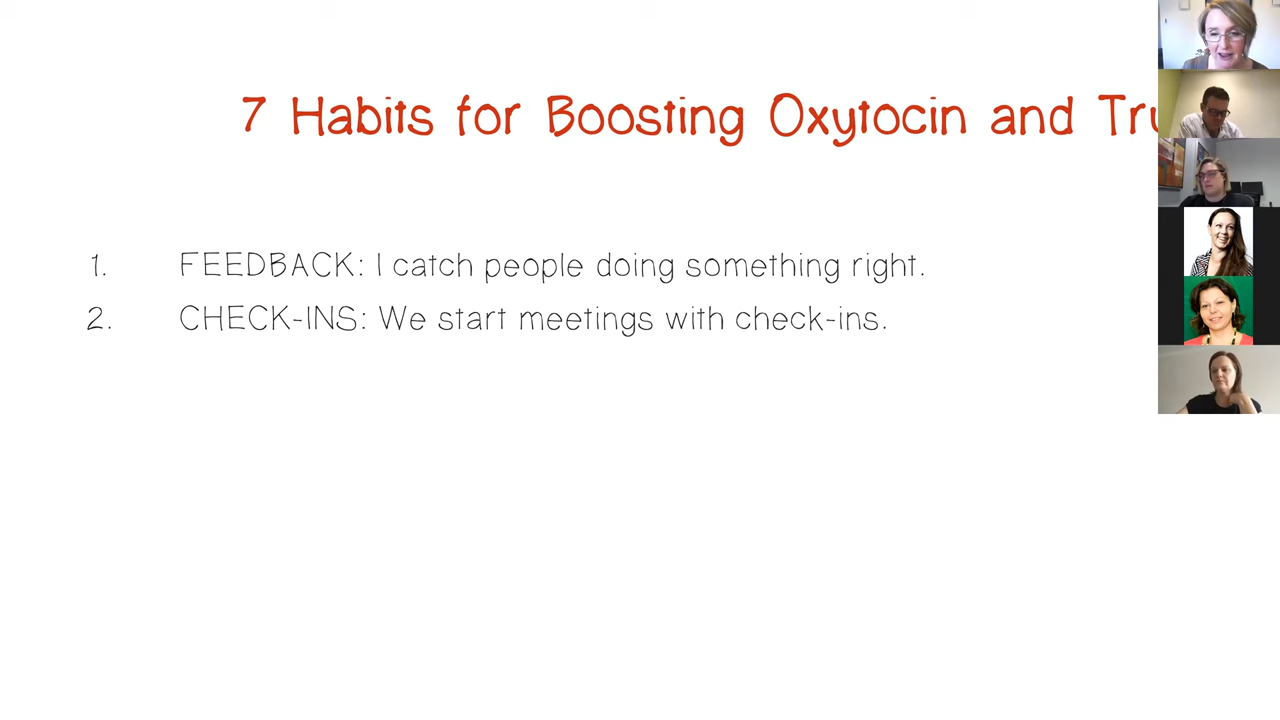 7 Habits for Boosting Oxytocin and
1. FEEDBACK: I catch people doing something right.
2. CHECK-INS: We start meetings with check-ins.